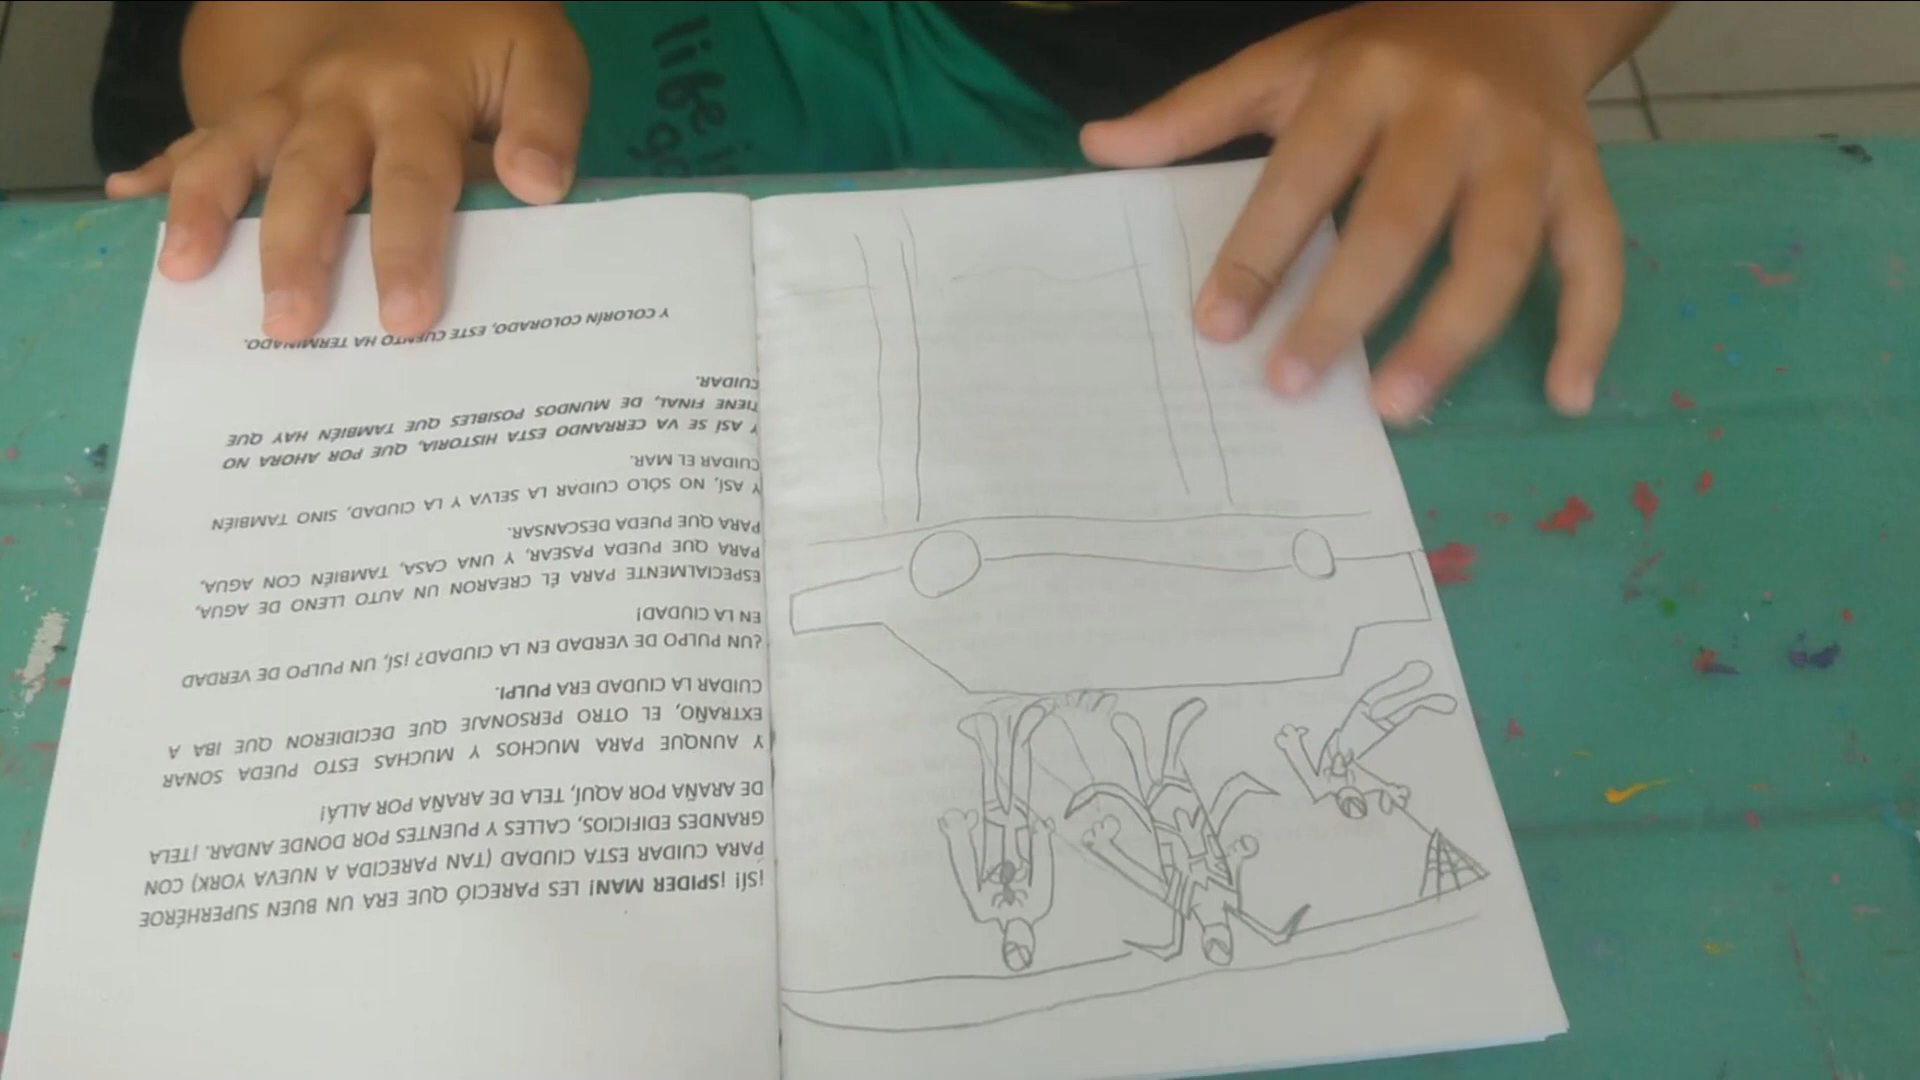 ¡SÍ! ¡SPIDER MAN! LES PARECIÓ QUE ERA UN BUEN SUPERHÉROE
PARA CUIDAR ESTA CIUDAD (TAN PARECIDA A NUEVA YORK) CON
GRANDES EDIFICIOS, CALLES Y PUENTES POR DONDE ANDAR. ¡TELA
DE ARAÑA POR AQUÍ, TELA DE ARAÑA POR ALLÁ!
Y AUNQUE PARA MUCHOS Y MUCHAS ESTO PUEDA SONAR
EXTRAÑO, EL OTRO PERSONAJE QUE DECIDIERON QUE IBA A
CUIDAR LA CIUDAD ERA PULPI.
¿UN PULPO DE VERDAD EN LA CIUDAD? ¡SÍ, UN PULPO DE VERDAD
EN LA CIUDAD!
ESPECIALMENTE PARA ÉL CREARON UN AUTO LLENO DE AGUA,
PARA QUE PUEDA PASEAR, Y UNA CASA, TAMBIÉN CON AGUA,
PARA QUE PUEDA DESCANSAR.
Y ASÍ, NO SÓLO CUIDAR LA SELVA Y LA CIUDAD, SINO TAMBIÉN
CUIDAR EL MAR.
Y ASÍ SE VA CERRANDO ESTA HISTORIA, QUE POR AHORA NO
TIENE FINAL, DE MUNDOS POSIBLES QUE TAMBIÉN HAY QUE
CUIDAR.
Y COLORÍN COLORADO, ESTE CUENTO HA TERMINADO.